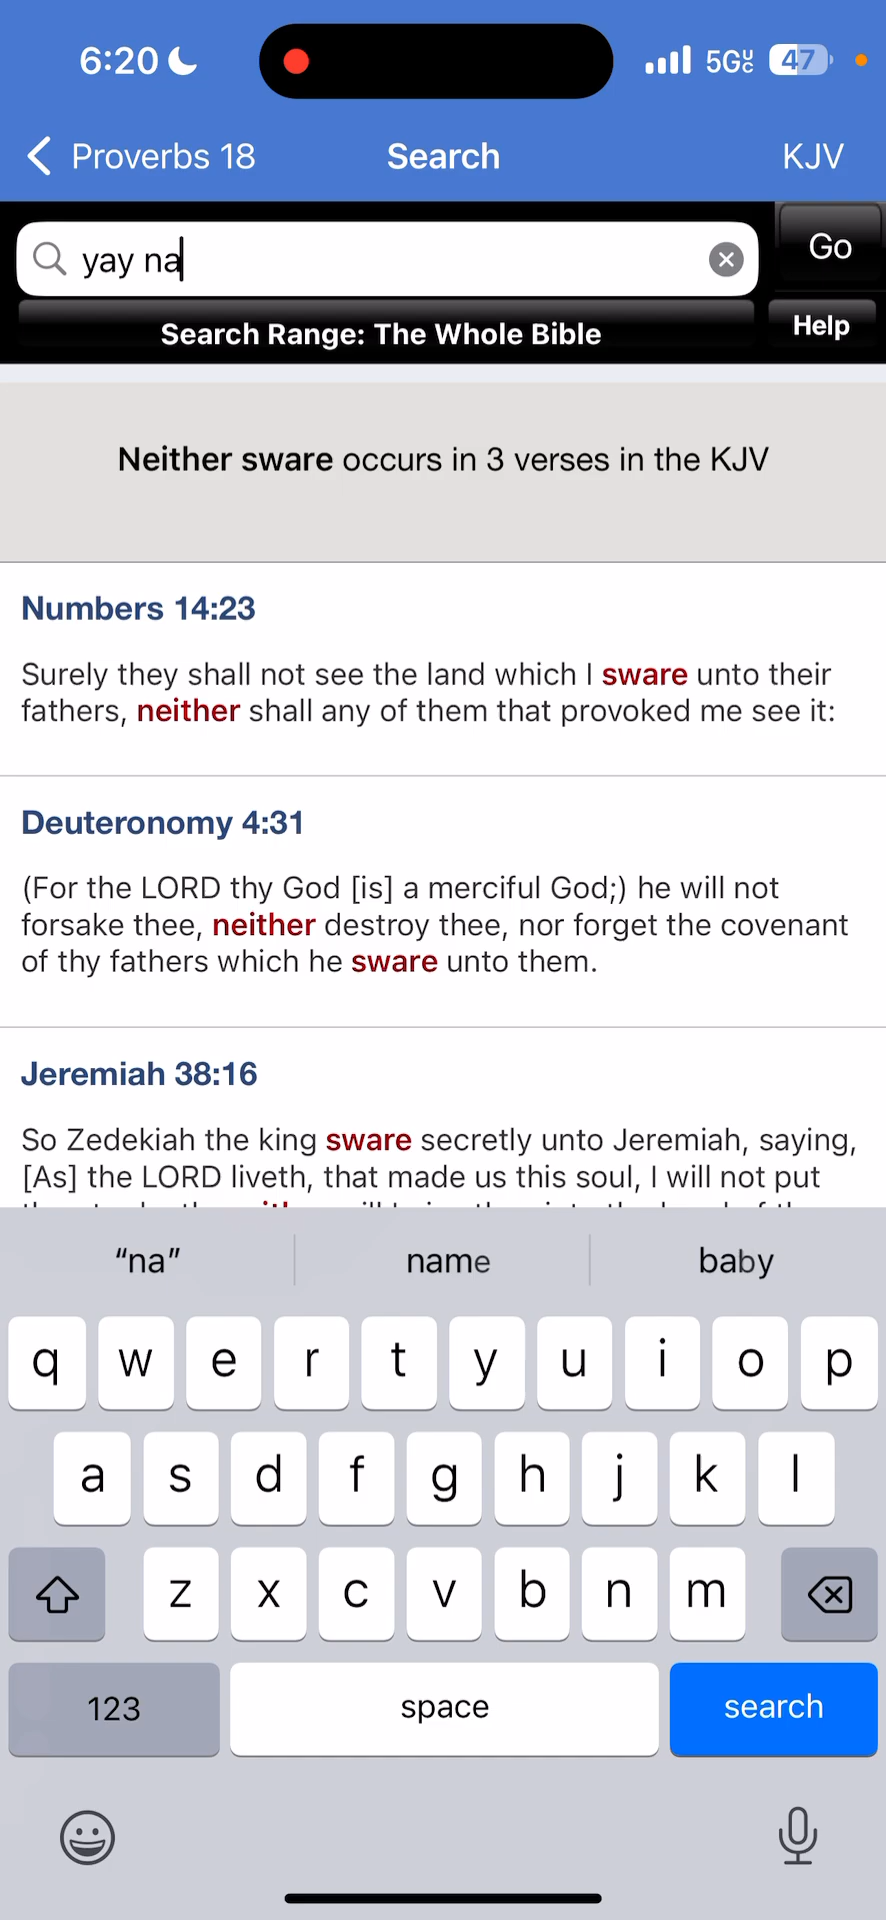 6:20 5GUC 47
Proverbs 18 Search KJV
yay na Go
Search Range: The Whole Bible Help
Neither sware occurs in 3 verses in the KJV
Numbers 14:23
Surely they shall not see the land which I sware unto their
fathers, neither shall any of them that provoked me see it:
Deuteronomy 4:31
(For the LORD thy God [is] a merciful God;) he will not
forsake thee, neither destroy thee, nor forget the covenant
of thy fathers which he sware unto them.
Jeremiah 38:16
So Zedekiah the king sware secretly unto Jeremiah, saying,
[As] the LORD liveth, that made us this soul, I will not put
“na” name baby
q w e r t y u i o p
a s d f g h j k l
z x c v b n m
123 space search